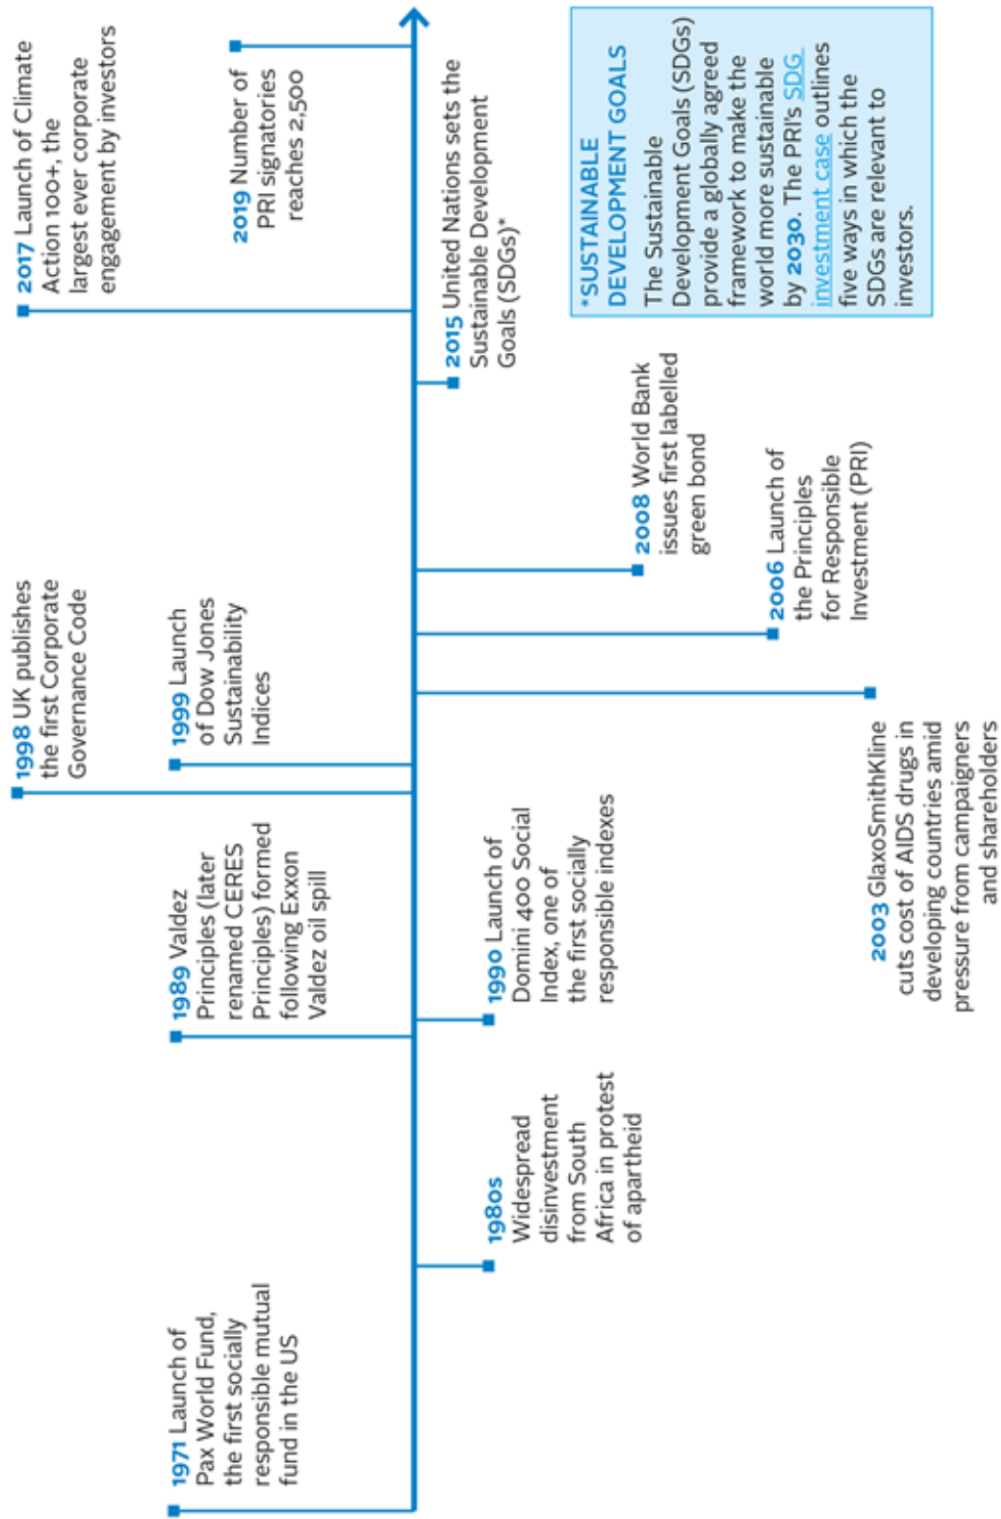 1971 Launch of
Pax World Fund,
the first socially
responsible mutual
fund in the US
1980s
Widespread
disinvestment
from South
Africa in protest
of apartheid
1989 Valdez
Principles (later
renamed CERES
Principles) formed
following Exxon
Valdez oil spill
1990 Launch of
Domini 400 Social
Index, one of
the first socially
responsible indexes
1998 UK publishes
the first Corporate
Governance Code
1999 Launch
of Dow Jones
Sustainability
Indices
2003 GlaxoSmithKline
cuts cost of AIDS drugs in
developing countries amid
pressure from campaigners
and shareholders
2006 Launch of
the Principles
for Responsible
Investment (PRI)
2008 World Bank
issues first labelled
green bond
2015 United Nations sets the
Sustainable Development
Goals (SDGs)*
2017 Launch of Climate
Action 100+, the
largest ever corporate
engagement by investors
2019 Number of
PRI signatories
reaches 2,500
*SUSTAINABLE
DEVELOPMENT GOALS
The Sustainable
Development Goals (SDGs)
provide a globally agreed
framework to make the
world more sustainable
by 2030. The PRI's SDG
investment case outlines
five ways in which the
SDGs are relevant to
investors.